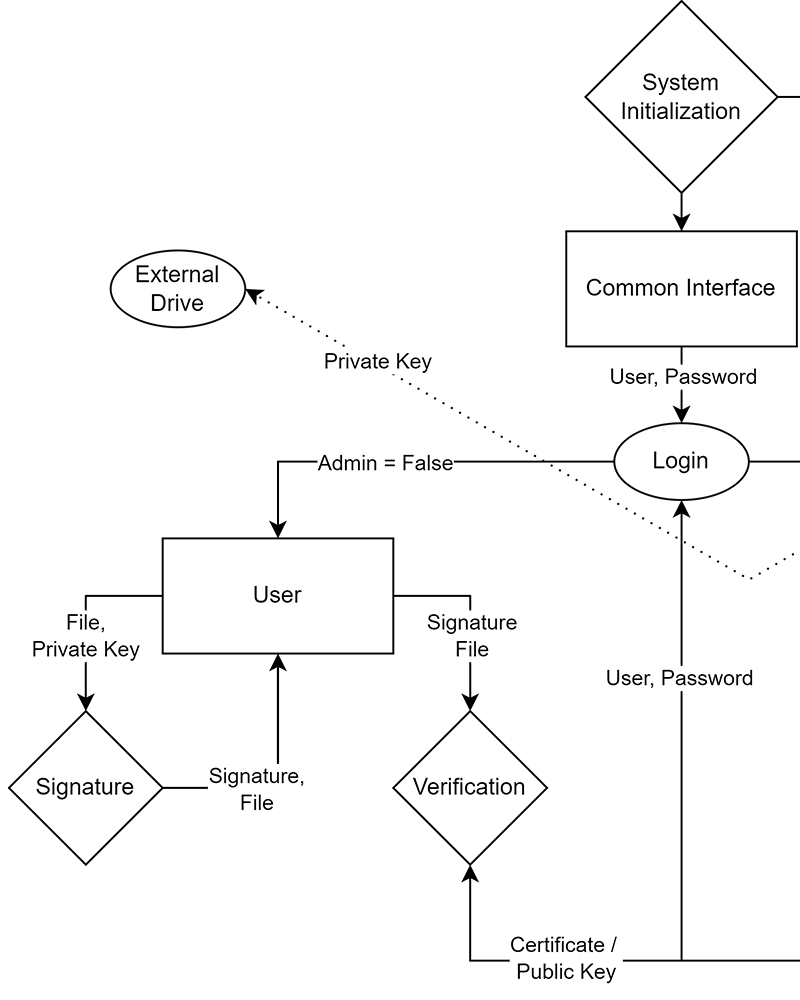 System
Initialization
External
Drive
Common Interface
Private Key
User, Password
Admin = False
Login
User
File,
Private Key
Signature
File
User, Password
Signature
Signature,
File
Verification
Certificate /
Public Key